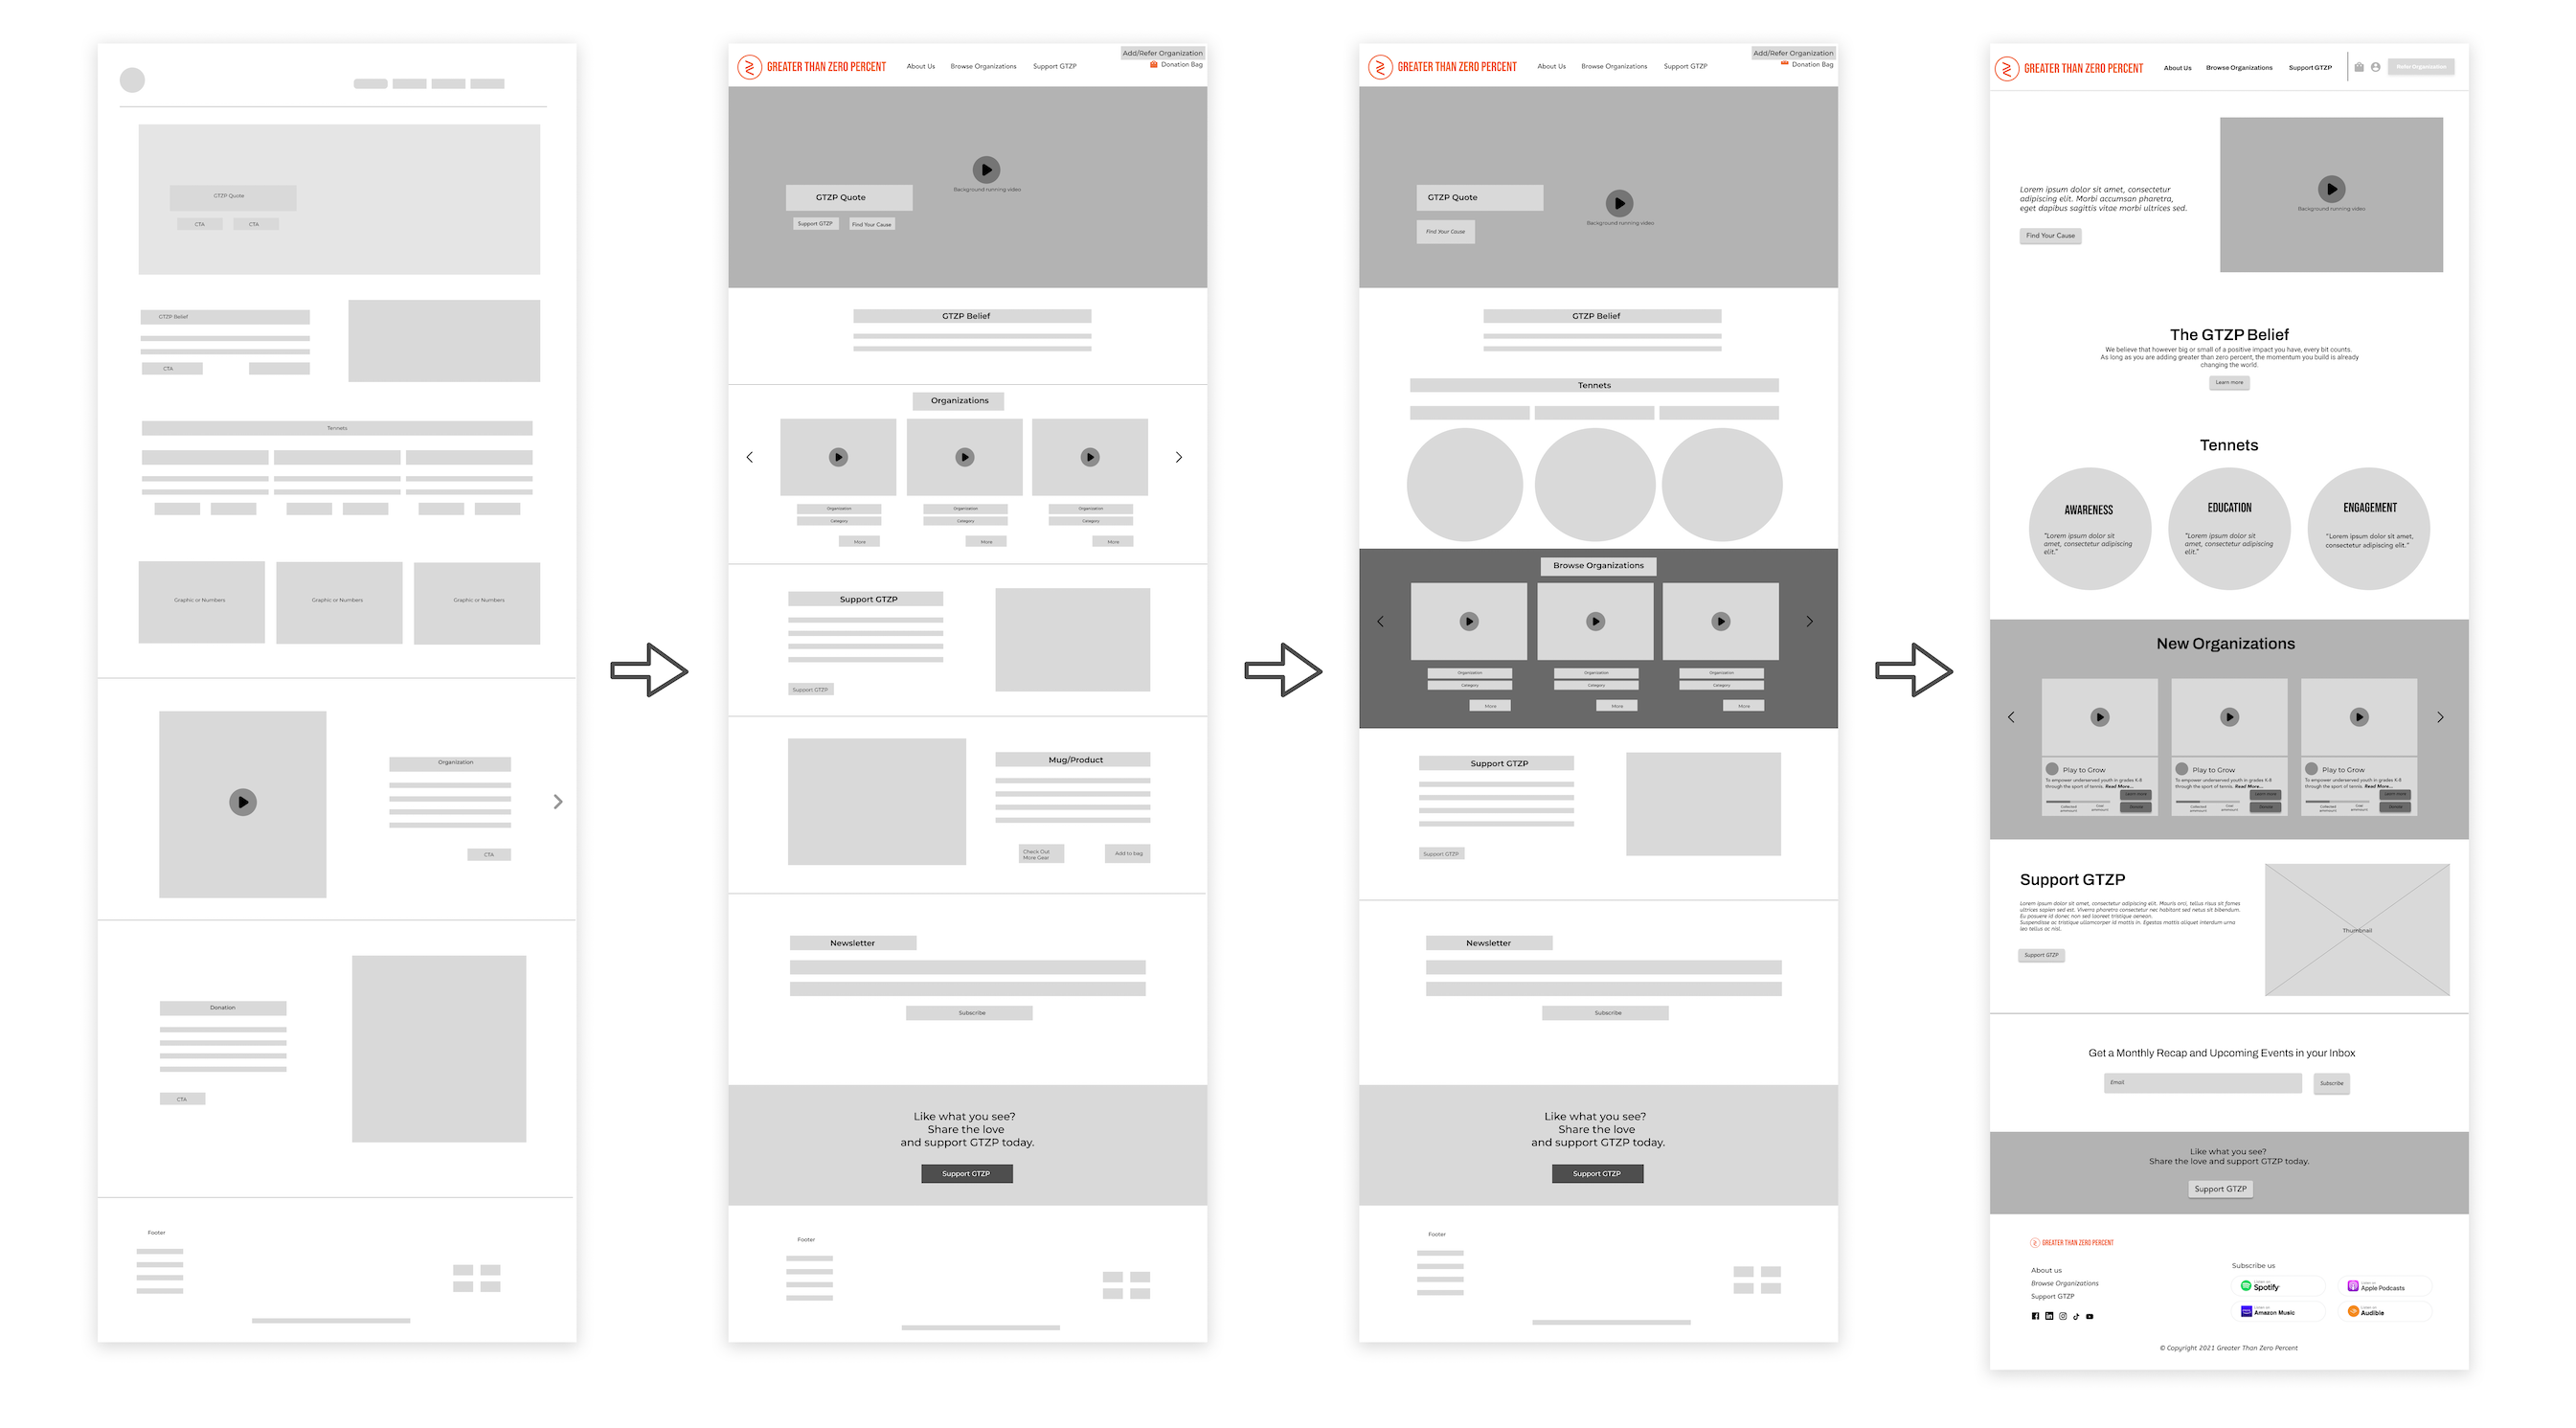 GTZP Quote
CTA
CTA
GTZP Belief
CTA
Tennets
Graphic or Numbers
Graphic or Numbers
Graphic or Numbers
Organization
CTA
Donation
CTA
Footer
Add/Refer Organization
GREATER THAN ZERO PERCENT
About Us
Browse Organizations
Support GTZP
Donation Bag
Background running video
GTZP Quote
Support GTZP
Find Your Cause
GTZP Belief
Organizations
Organization
Organization
Organization
Category
Category
Category
More
More
More
Support GTZP
Support GTZP
Mug/Product
Check Out
More Gear
Add to bag
Newsletter
Subscribe
Like what you see?
Share the love
and support GTZP today.
Support GTZP
Footer
Add/Refer Organization
GREATER THAN ZERO PERCENT
About Us
Browse Organizations
Support GTZP
Donation Bag
GTZP Quote
Background running video
Find Your Cause
GTZP Belief
Tennets
Browse Organizations
Organization
Organization
Organization
Category
Category
Category
More
More
More
Support GTZP
Support GTZP
Newsletter
Subscribe
Like what you see?
Share the love
and support GTZP today.
Support GTZP
Footer
GREATER THAN ZERO PERCENT
About Us
Browse Organizations
Support GTZP
Refer Organization
Lorem ipsum dolor sit amet, consectetur
adipiscing elit. Morbi accumsan pharetra,
eget dapibus sagittis vitae morbi ultrices sed.
Background running video
Find Your Cause
The GTZP Belief
We believe that however big or small of a positive impact you have, every bit counts.
As long as you are adding greater than zero percent, the momentum you build is already
changing the world.
Learn more
Tennets
AWARENESS
"Lorem ipsum dolor sit
amet, consectetur adipiscing
elit."
EDUCATION
"Lorem ipsum dolor sit
amet, consectetur adipiscing
elit."
ENGAGEMENT
"Lorem ipsum dolor sit amet,
consectetur adipiscing elit."
New Organizations
Play to Grow
To empower underserved youth in grades K-8
through the sport of tennis. Read More...
Learn more
Collected
Goal
Donate
Play to Grow
To empower underserved youth in grades K-8
through the sport of tennis. Read More...
Learn more
Collected
Goal
Donate
Play to Grow
To empower underserved youth in grades K-8
through the sport of tennis. Read More...
Learn more
Collected
Goal
Donate
Support GTZP
Lorem ipsum dolor sit amet, consectetur adipiscing elit. Mauris orci, tellus risus sit fames
ultrices sapien sed est. Viverra pharetra consectetur nec habitant sed netus sit bibendum.
Eu posuere id donec non sed laoreet tristique aenean.
Suspendisse ac tristique ullamcorper id mattis in. Egestas mattis aliquet interdum urna
leo tellus ac nisl.
Support GTZP
Thumbnail
Get a Monthly Recap and Upcoming Events in your Inbox
Email
Subscribe
Like what you see?
Share the love and support GTZP today.
Support GTZP
GREATER THAN ZERO PERCENT
About us
Browse Organizations
Support GTZP
Subscribe us
Spotify
Apple Podcasts
Amazon Music
Audible
© Copyright 2021 Greater Than Zero Percent